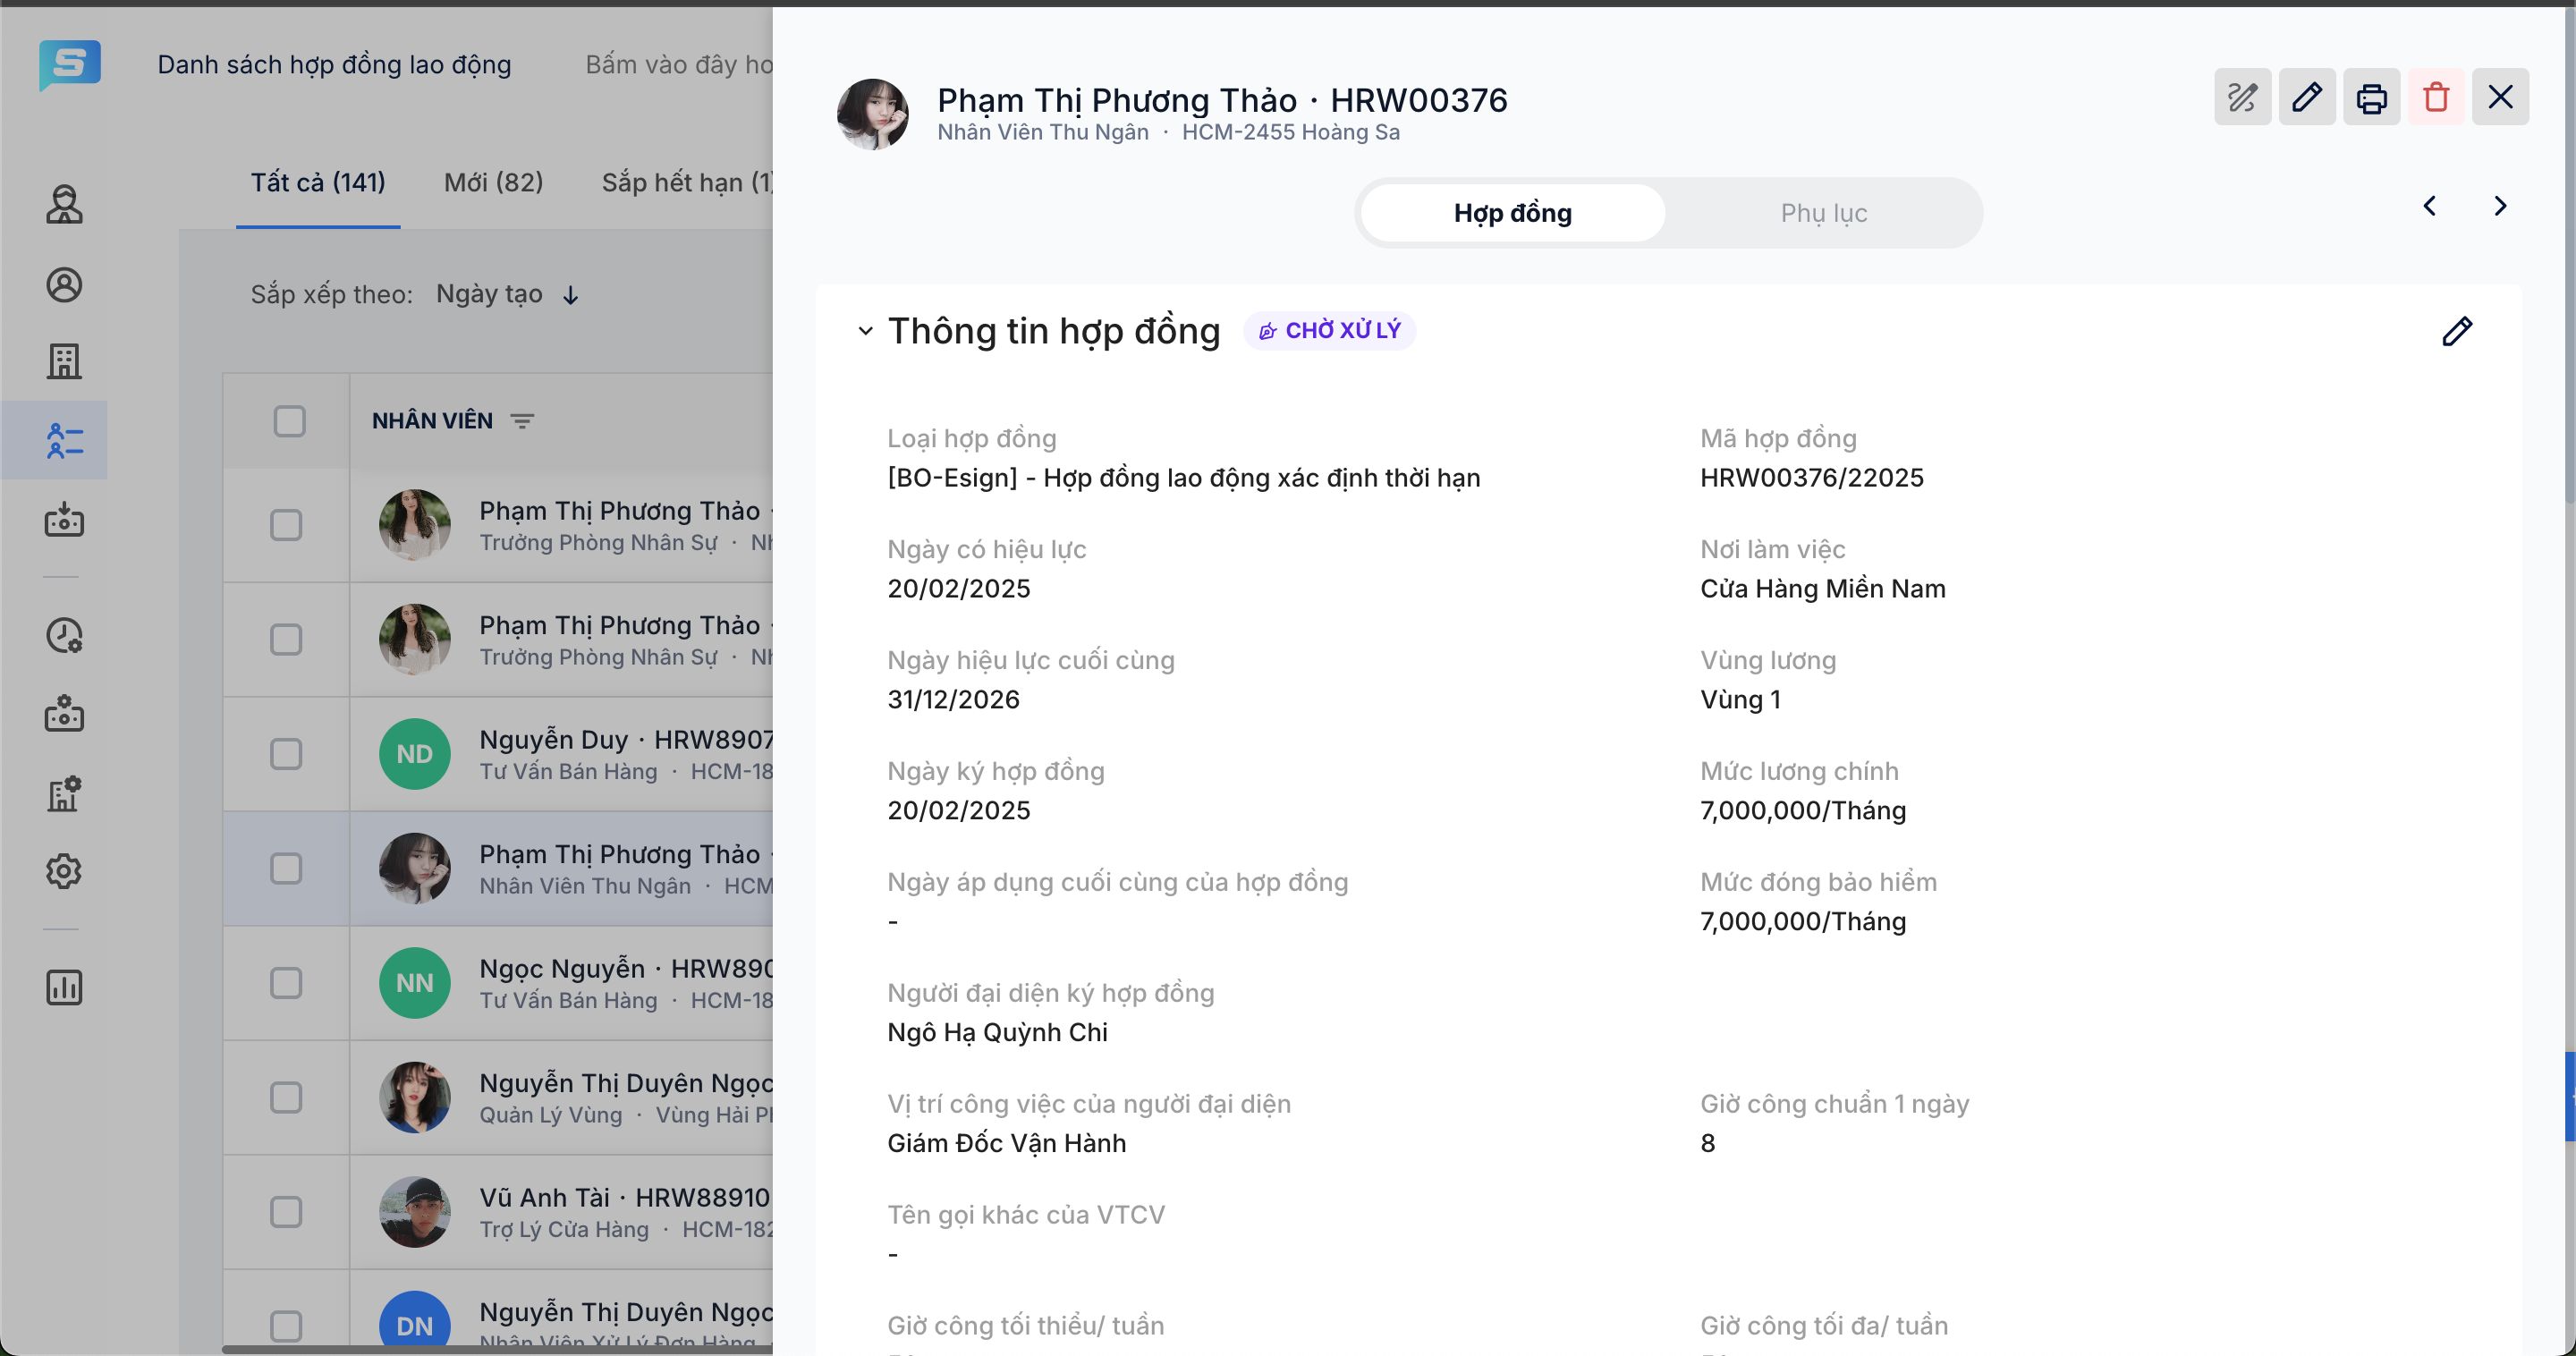 S
Danh sách hợp đồng lao động
Bấm vào đây
Tất cả (141)
Mới (82)
Sắp hết hạn
Sắp xếp theo: Ngày tạo
NHÂN VIÊN
Phạm Thị Phương Thảo ·
Trưởng Phòng Nhân Sự ·
Phạm Thị Phương Thảo ·
Trưởng Phòng Nhân Sự ·
ND
Nguyễn Duy · HRW8907
Tư Vấn Bán Hàng · HCM-18
Phạm Thị Phương Thảo ·
Nhân Viên Thu Ngân · HCM
NN
Ngọc Nguyễn · HRW890
Tư Vấn Bán Hàng · HCM-18
Nguyễn Thị Duyên Ngọc
Quản Lý Vùng · Vùng Hải
Vũ Anh Tài · HRW88910
Trợ Lý Cửa Hàng · HCM-182
DN
Nguyễn Thị Duyên Ngọc
Nhân Viên Xử Lý Đơn Hàng
Phạm Thị Phương Thảo · HRW00376
Nhân Viên Thu Ngân · HCM-2455 Hoàng Sa
Hợp đồng
Phụ lục
Thông tin hợp đồng
CHỜ XỬ LÝ
Loại hợp đồng
[BO-Esign] - Hợp đồng lao động xác định thời hạn
Mã hợp đồng
HRW00376/22025
Ngày có hiệu lực
20/02/2025
Nơi làm việc
Cửa Hàng Miền Nam
Ngày hiệu lực cuối cùng
31/12/2026
Vùng lương
Vùng 1
Ngày ký hợp đồng
20/02/2025
Mức lương chính
7,000,000/Tháng
Ngày áp dụng cuối cùng của hợp đồng
-
Mức đóng bảo hiểm
7,000,000/Tháng
Người đại diện ký hợp đồng
Ngô Hạ Quỳnh Chi
Vị trí công việc của người đại diện
Giám Đốc Vận Hành
Giờ công chuẩn 1 ngày
8
Tên gọi khác của VTCV
-
Giờ công tối thiểu/ tuần
Giờ công tối đa/ tuần